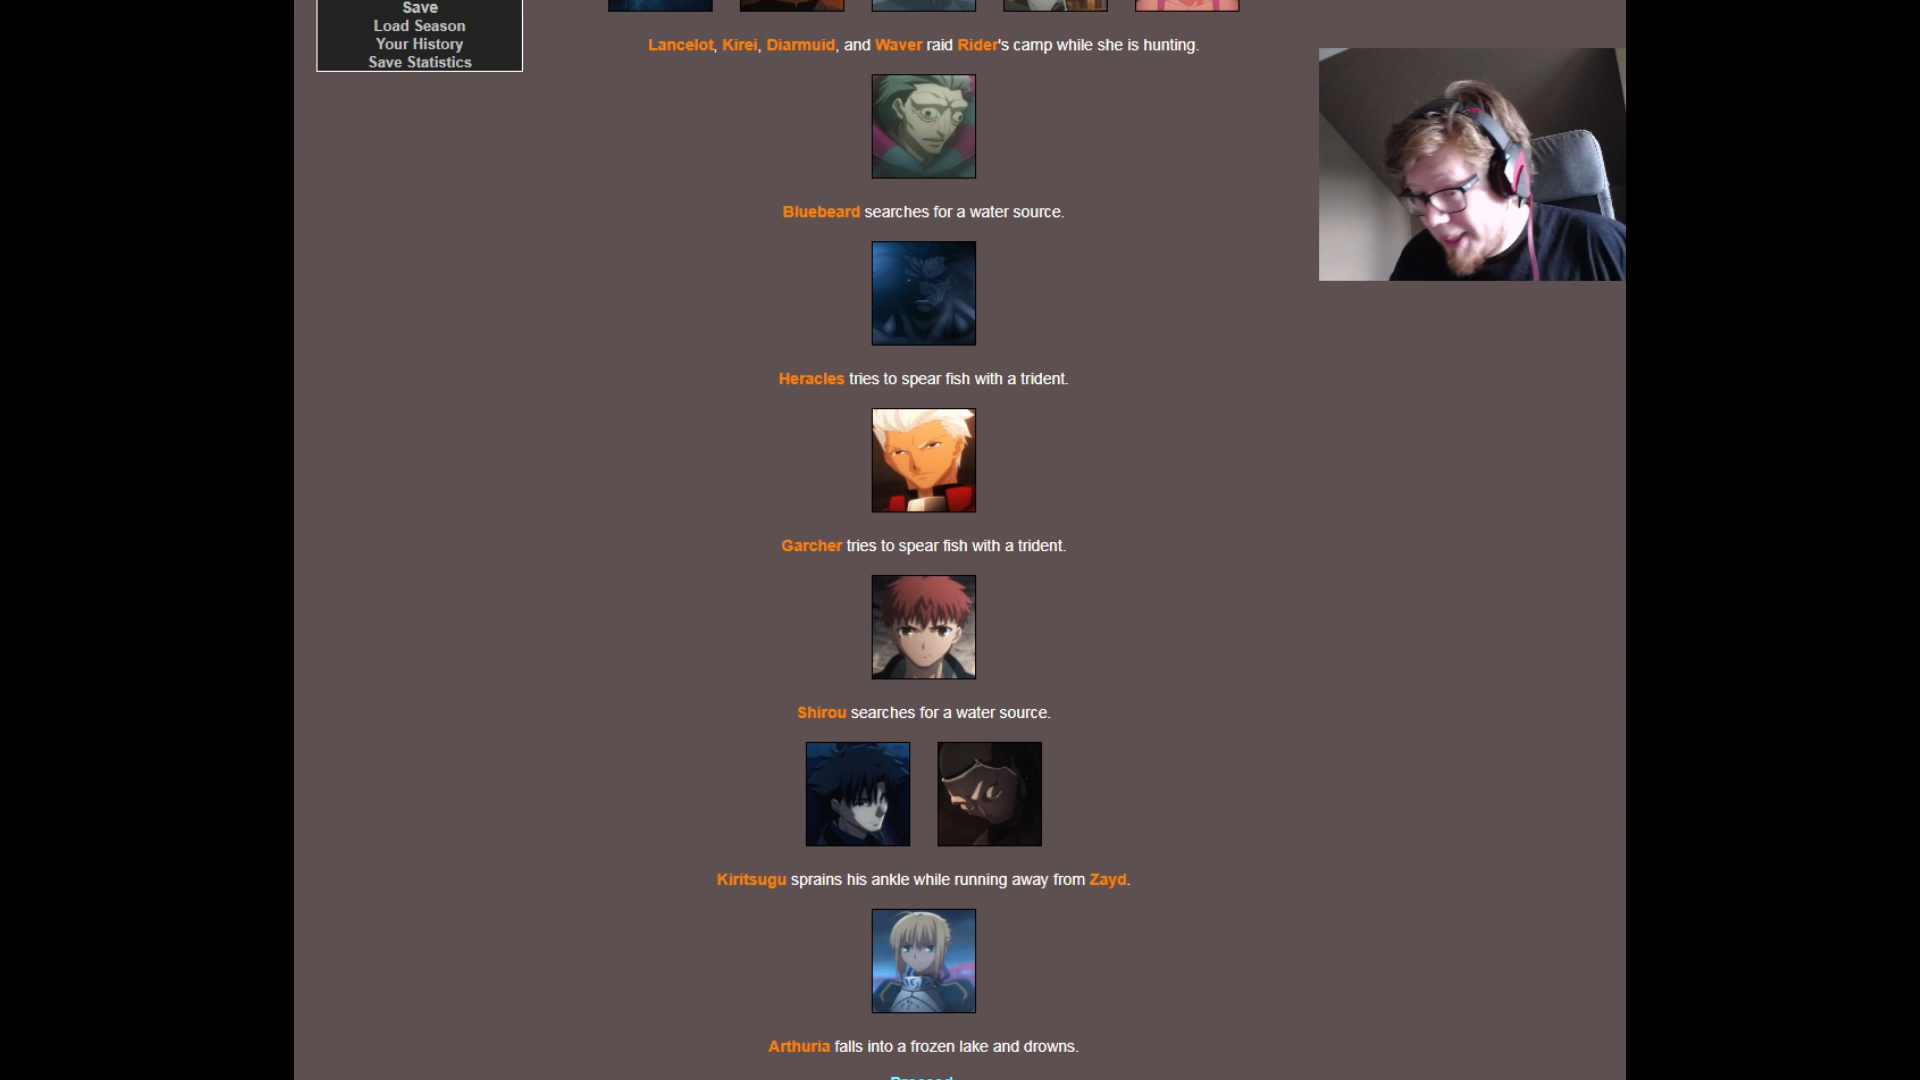 Save
Load Season
Your History
Save Statistics
Lancelot, Kirei, Diarmuid, and Waver raid Rider's camp while she is hunting.
Bluebeard searches for a water source.
Heracles tries to spear fish with a trident.
Garcher tries to spear fish with a trident.
Shirou searches for a water source.
Kiritsugu sprains his ankle while running away from Zayd.
Arthuria falls into a frozen lake and drowns.